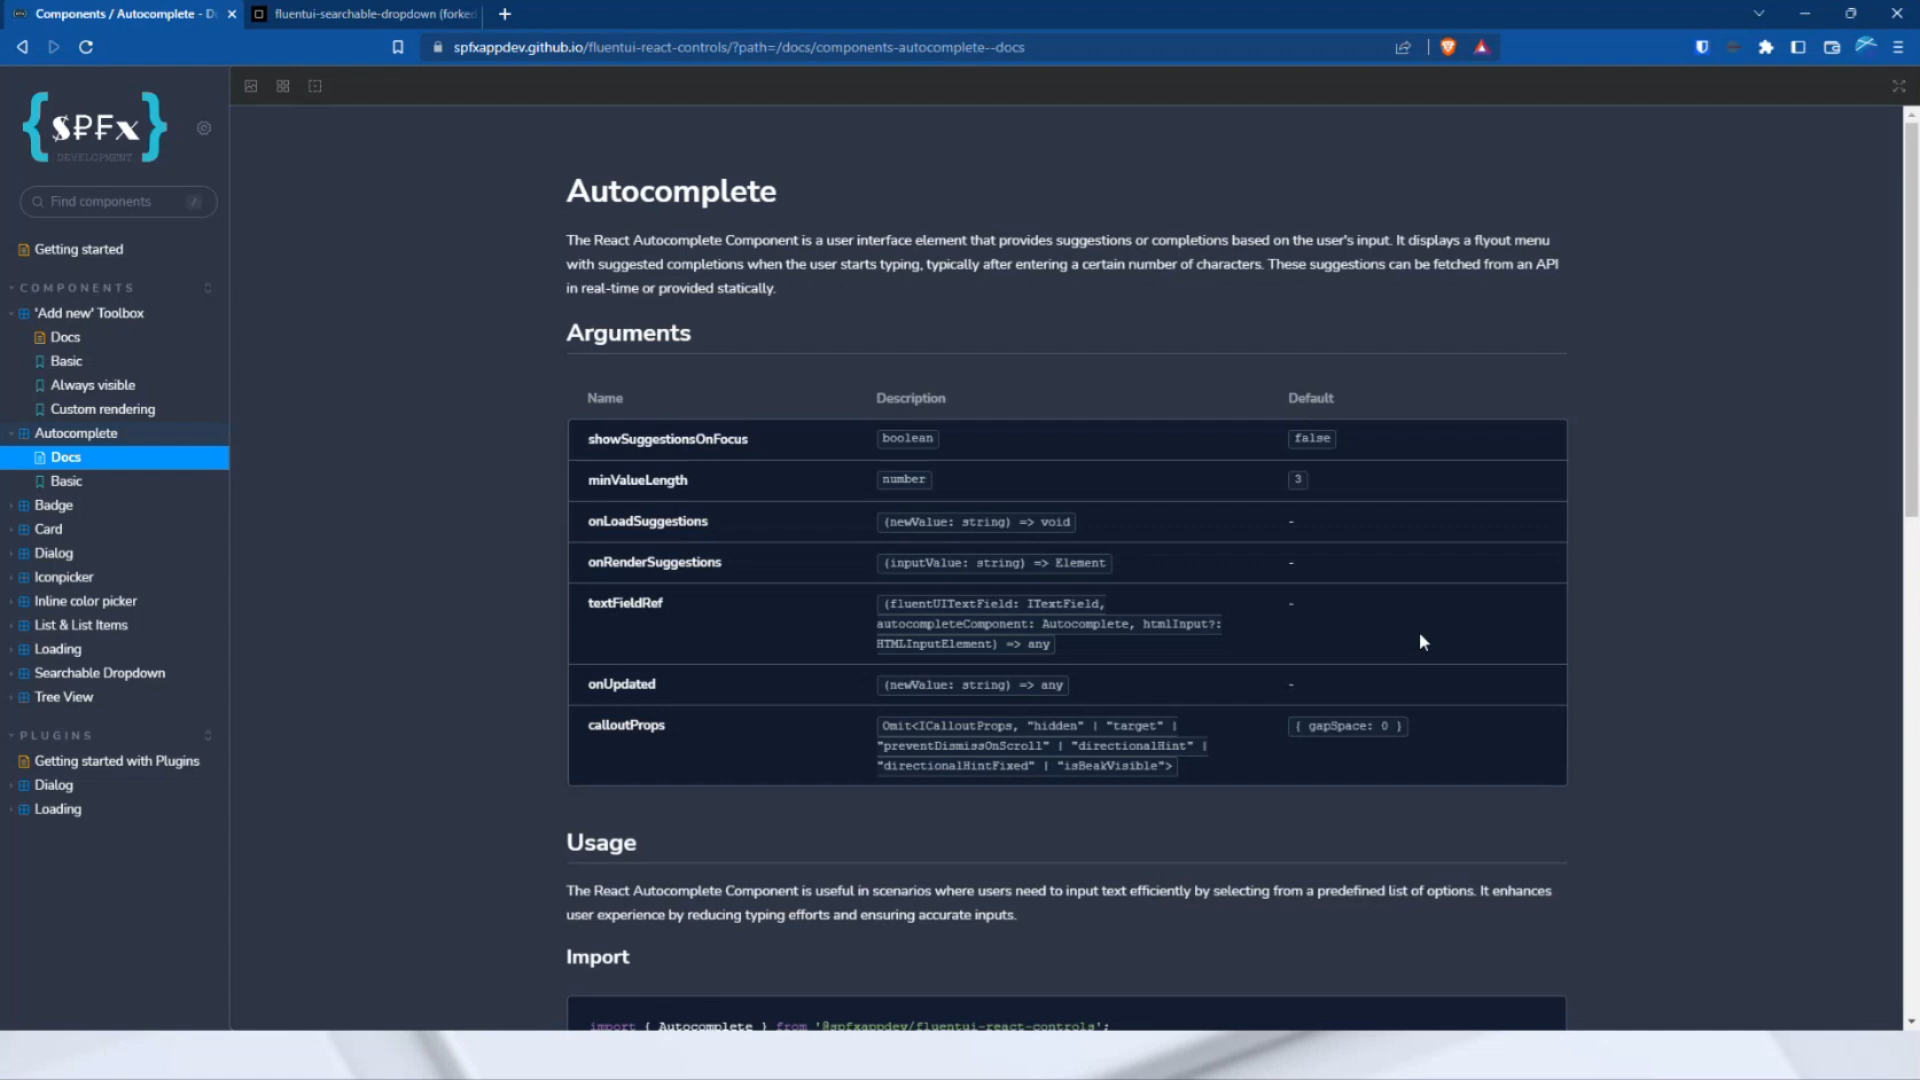 Components / Autocomplete - D
fluentui-searchable-dropdown (forked
spfxappdev.github.io/fluentui-react-controls/?path=/docs/components-autocomplete--docs
{$₽₣x}
DEVELOPMENT
Find components /
Getting started
COMPONENTS
'Add new' Toolbox
Docs
Basic
Always visible
Custom rendering
Autocomplete
Docs
Basic
Badge
Card
Dialog
Iconpicker
Inline color picker
List & List Items
Loading
Searchable Dropdown
Tree View
PLUGINS
Getting started with Plugins
Dialog
Loading
Autocomplete
The React Autocomplete Component is a user interface element that provides suggestions or completions based on the user's input. It displays a flyout menu
with suggested completions when the user starts typing, typically after entering a certain number of characters. These suggestions can be fetched from an API
in real-time or provided statically.
Arguments
Name Description Default
showSuggestionsOnFocus boolean false
minValueLength number 3
onLoadSuggestions (newValue: string) => void -
onRenderSuggestions (inputValue: string) => Element -
textFieldRef (fluentUITextField: ITextField, -
autocompleteComponent: Autocomplete, htmlInput?:
HTMLInputElement) => any
onUpdated (newValue: string) => any -
calloutProps Omit<ICalloutProps, "hidden" | "target" | { gapSpace: 0 }
"preventDismissOnScroll" | "directionalHint" |
"directionalHintFixed" | "isBeakVisible">
Usage
The React Autocomplete Component is useful in scenarios where users need to input text efficiently by selecting from a predefined list of options. It enhances
user experience by reducing typing efforts and ensuring accurate inputs.
Import
import { Autocomplete } from '@spfxappdev/fluentui-react-controls';